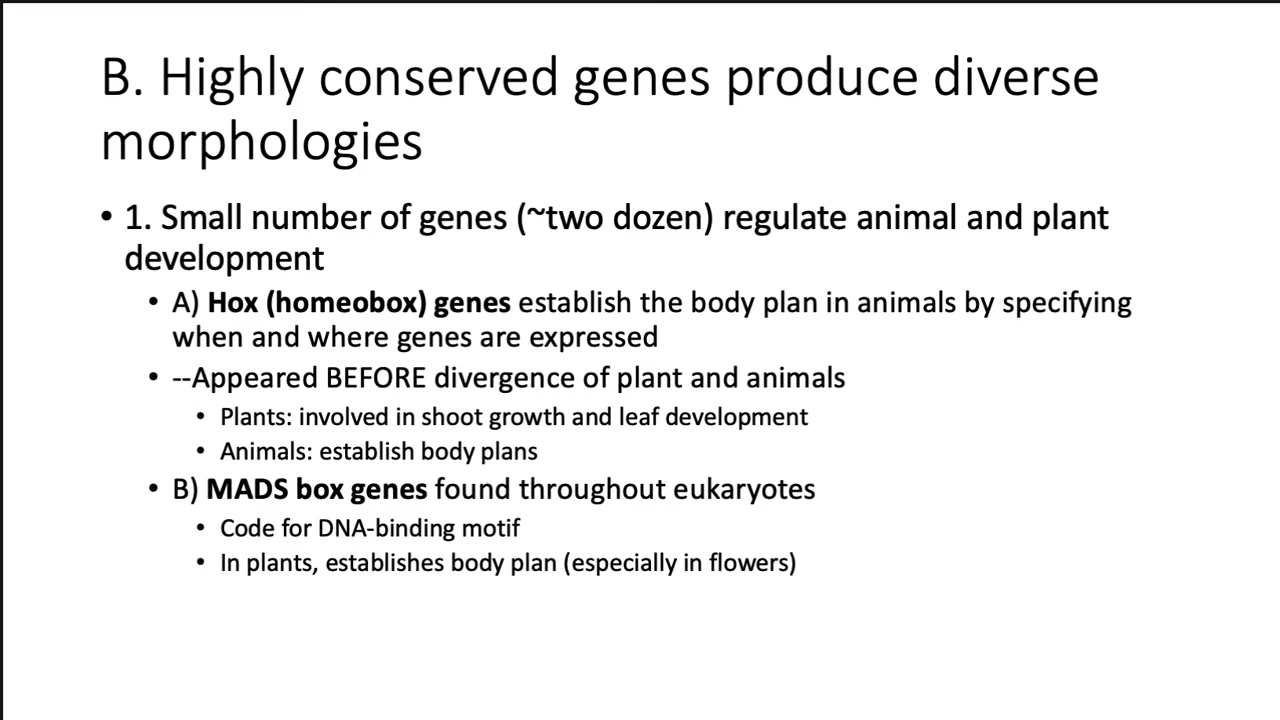 B. Highly conserved genes produce diverse
morphologies
• 1. Small number of genes (~two dozen) regulate animal and plant
development
• A) Hox (homeobox) genes establish the body plan in animals by specifying
when and where genes are expressed
• --Appeared BEFORE divergence of plant and animals
• Plants: involved in shoot growth and leaf development
• Animals: establish body plans
• B) MADS box genes found throughout eukaryotes
• Code for DNA-binding motif
• In plants, establishes body plan (especially in flowers)